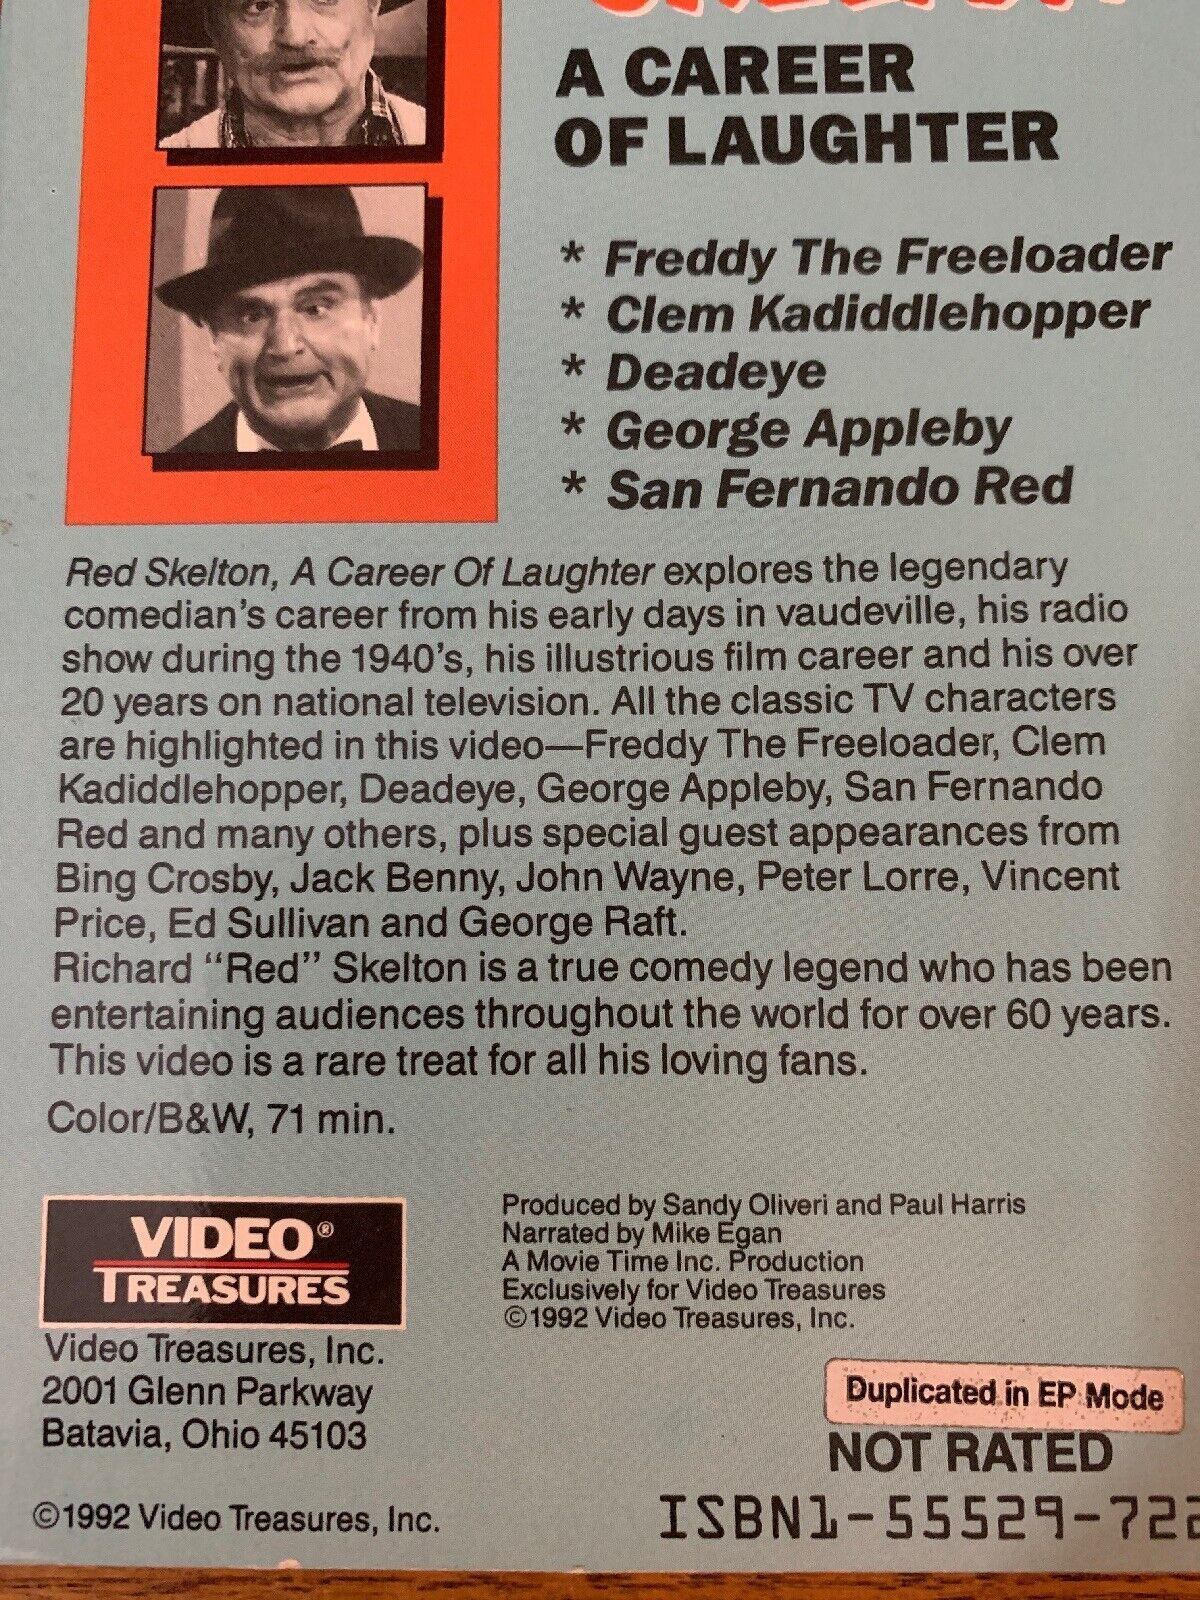 A CAREER
OF LAUGHTER
* Freddy The Freeloader
* Clem Kadiddlehopper
* Deadeye
* George Appleby
* San Fernando Red
Red Skelton, A Career Of Laughter explores the legendary
comedian's career from his early days in vaudeville, his radio
show during the 1940's, his illustrious film career and his over
20 years on national television. All the classic TV characters
are highlighted in this video—Freddy The Freeloader, Clem
Kadiddlehopper, Deadeye, George Appleby, San Fernando
Red and many others, plus special guest appearances from
Bing Crosby, Jack Benny, John Wayne, Peter Lorre, Vincent
Price, Ed Sullivan and George Raft.
Richard "Red" Skelton is a true comedy legend who has been
entertaining audiences throughout the world for over 60 years.
This video is a rare treat for all his loving fans.
Color/B&W, 71 min.
VIDEO®
TREASURES
Video Treasures, Inc.
2001 Glenn Parkway
Batavia, Ohio 45103
©1992 Video Treasures, Inc.
Produced by Sandy Oliveri and Paul Harris
Narrated by Mike Egan
A Movie Time Inc. Production
Exclusively for Video Treasures
©1992 Video Treasures, Inc.
Duplicated in EP Mode
NOT RATED
ISBN1-55529-722